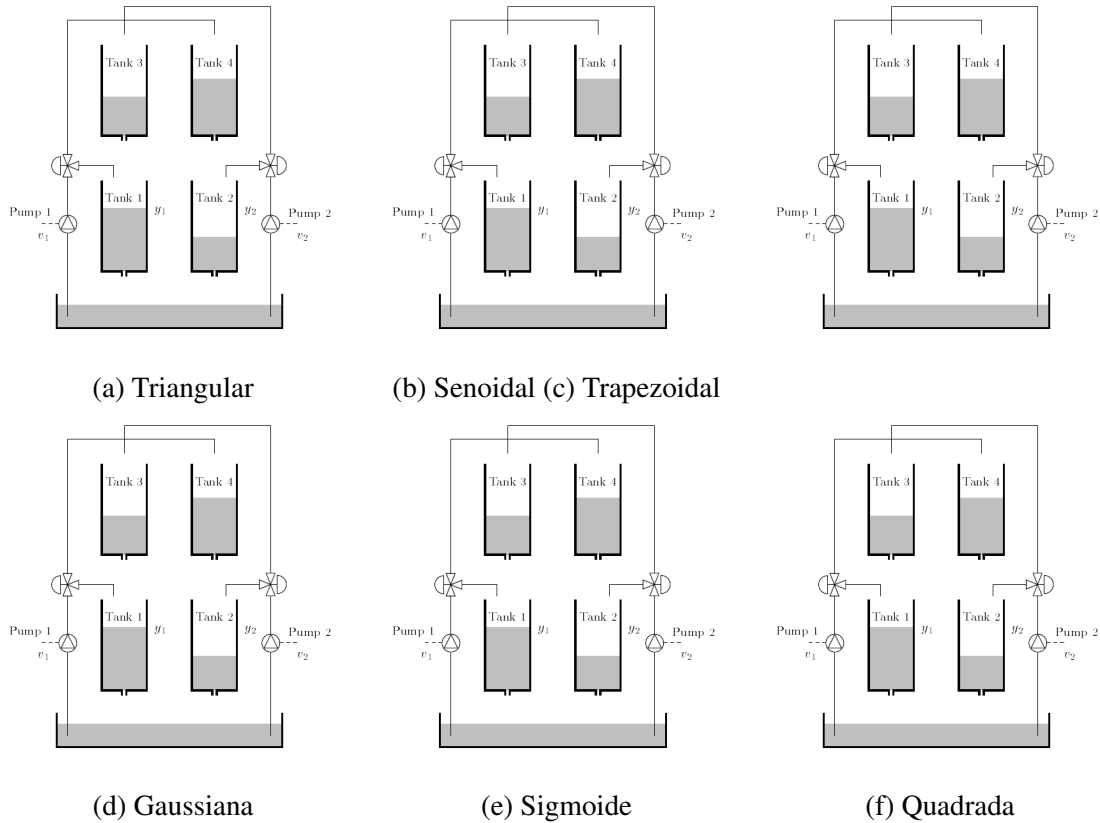 Tank 3 Tank 4 Tank 3 Tank 4 Tank 3 Tank 4
Tank 1 Tank 2 Tank 1 Tank 2 Tank 1 Tank 2
Pump 1 y1 y2 Pump 2 Pump 1 y1 y2 Pump 2 Pump 1 y1 y2 Pump 2
v1 v2 v1 v2 v1 v2
(a) Triangular (b) Senoidal (c) Trapezoidal
Tank 3 Tank 4 Tank 3 Tank 4 Tank 3 Tank 4
Tank 1 Tank 2 Tank 1 Tank 2 Tank 1 Tank 2
Pump 1 y1 y2 Pump 2 Pump 1 y1 y2 Pump 2 Pump 1 y1 y2 Pump 2
v1 v2 v1 v2 v1 v2
(d) Gaussiana (e) Sigmoide (f) Quadrada